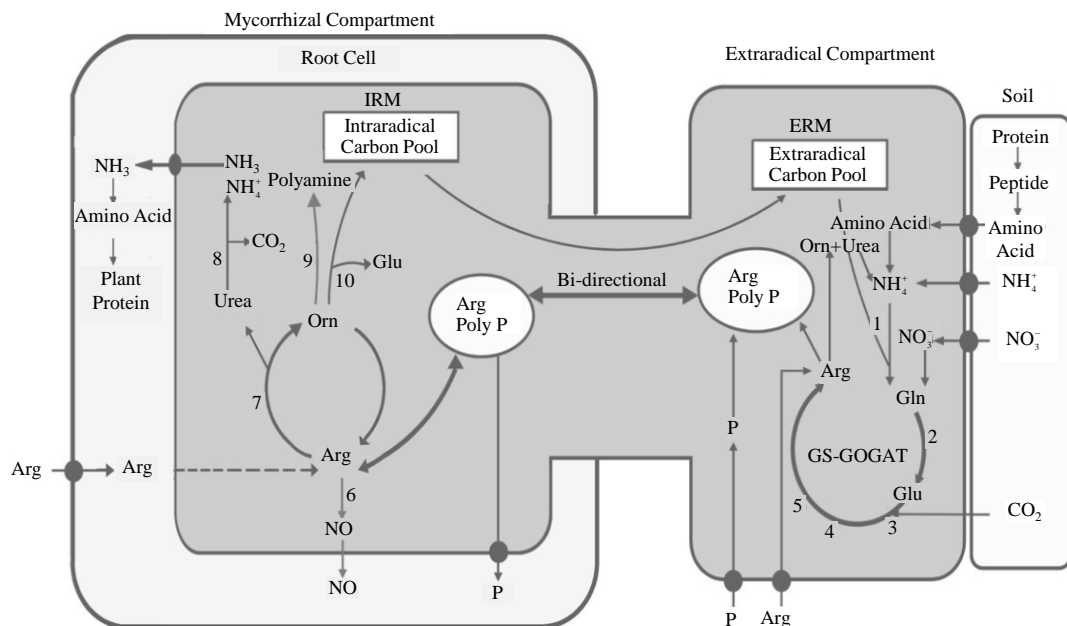 Mycorrhizal Compartment
Root Cell
IRM
Intraradical
Carbon Pool
NH₃
NH₃
NH₄⁺
Polyamine
Amino Acid
CO₂
8
9
10
Glu
Plant
Protein
Urea
Orn
Arg
Poly P
7
Arg
Arg
Arg
6
NO
NO
P
Bi-directional
Extraradical Compartment
ERM
Extraradical
Carbon Pool
Amino Acid
Orn+Urea
Arg
Poly P
NH₄⁺
1
NO₃⁻
Arg
Gln
P
2
GS-GOGAT
Glu
5
4
3
P
Arg
Soil
Protein
Peptide
Amino
Acid
NH₄⁺
NO₃⁻
CO₂